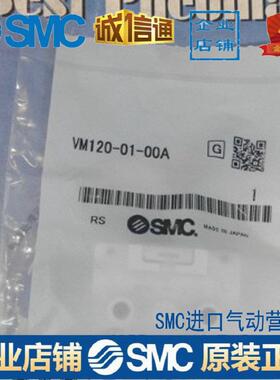 SMC 诚信通 企业店铺
VM120-01-00A
G
1
RS SMC MADE IN JAPAN
SMC进口气动营
业店铺 SMC 原装正